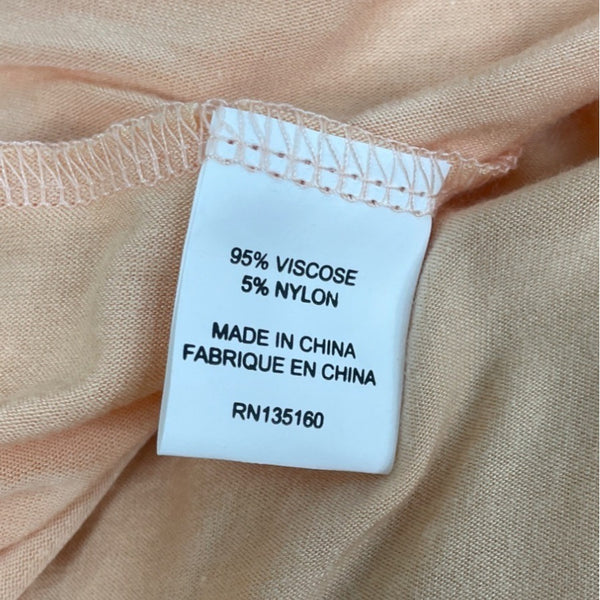 95% VISCOSE
5% NYLON
MADE IN CHINA
FABRIQUE EN CHINA
RN135160